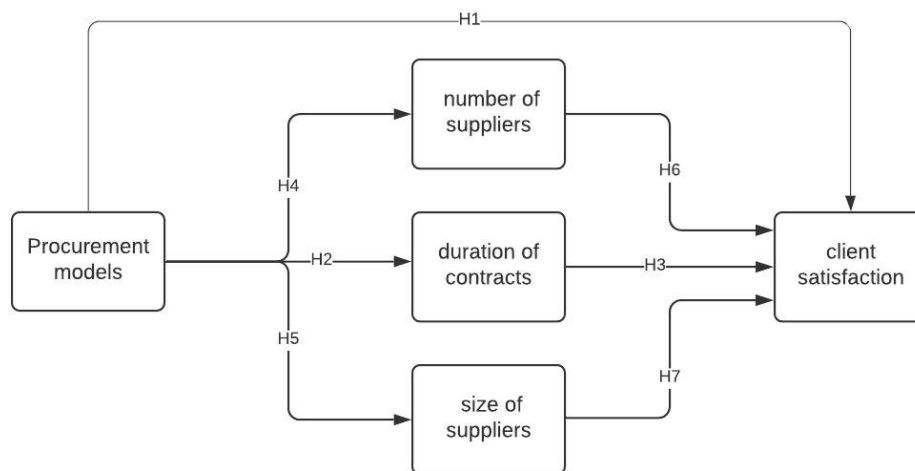 H1
number of
suppliers
H4
H6
Procurement
models
H2
duration of
contracts
H3
client
satisfaction
H5
H7
size of
suppliers